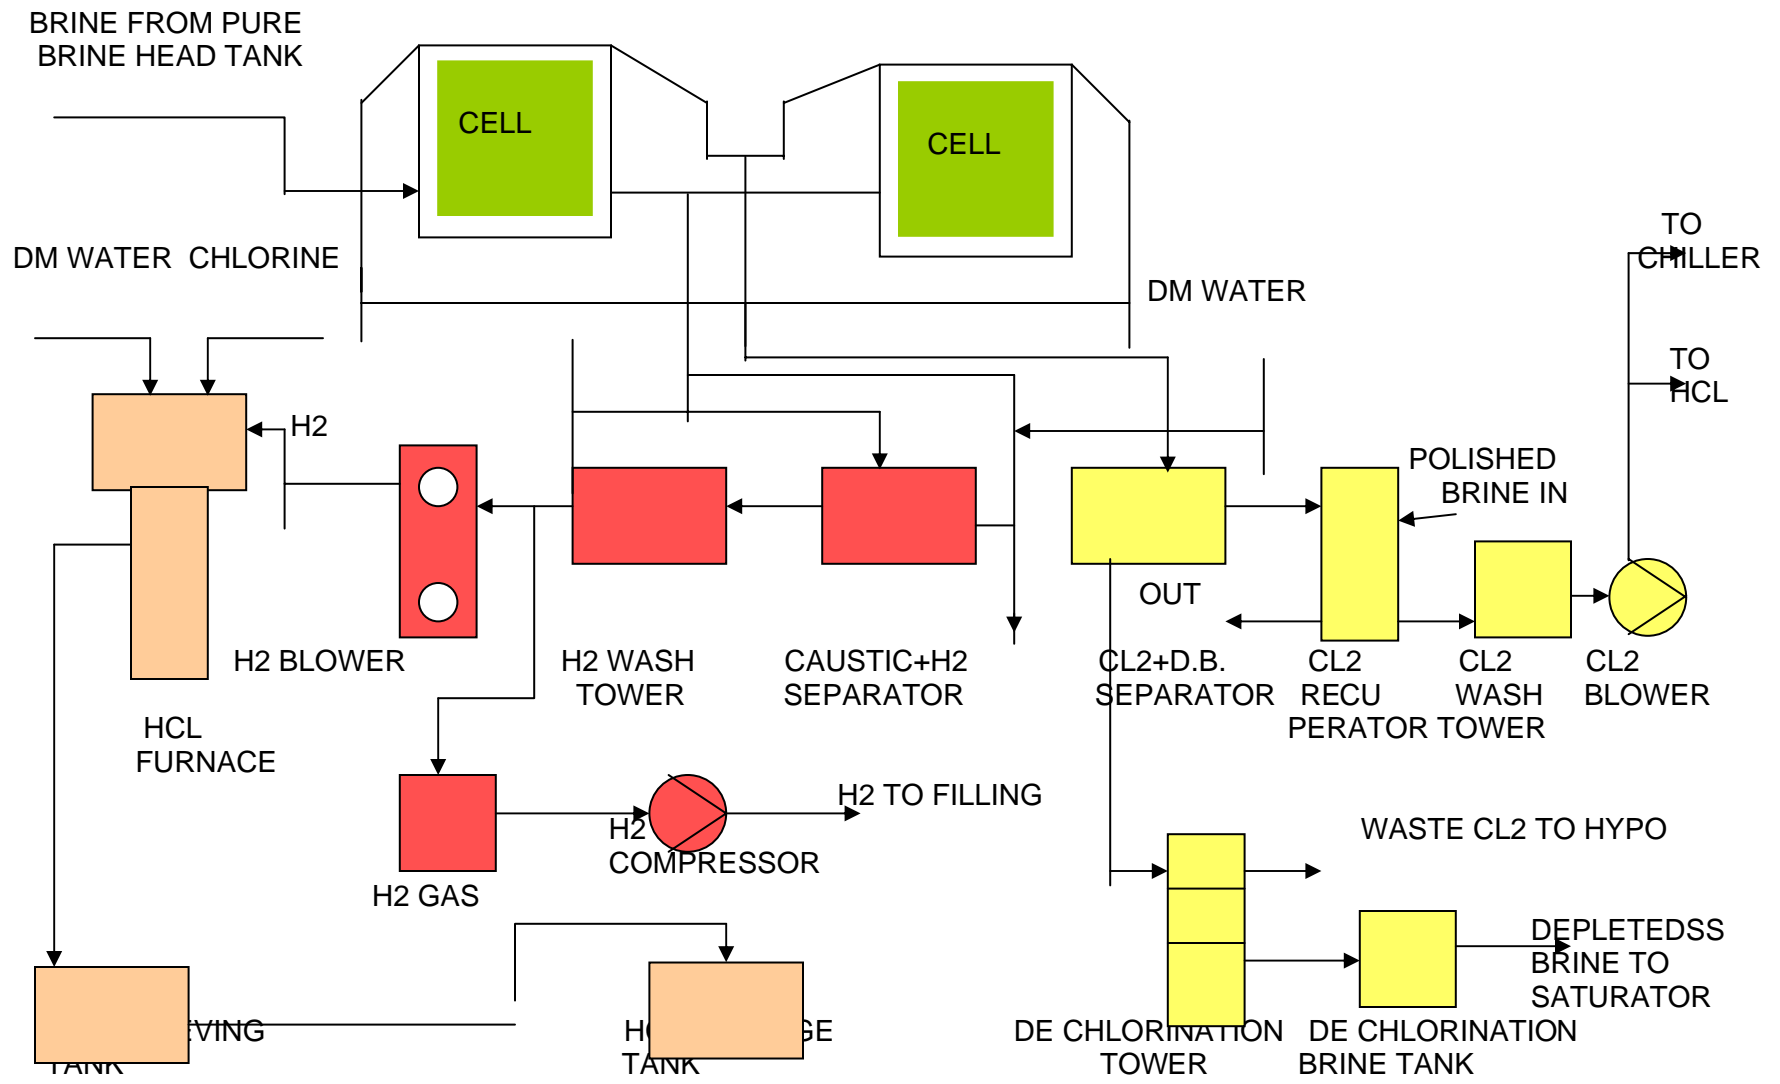 BRINE FROM PURE
BRINE HEAD TANK
CELL
CELL
TO
CHILLER
DM WATER CHLORINE
DM WATER
TO
HCL
H2
POLISHED
BRINE IN
OUT
H2 BLOWER
H2 WASH
TOWER
CAUSTIC+H2
SEPARATOR
CL2+D.B.
SEPARATOR
CL2
RECU
PERATOR
CL2
WASH
TOWER
CL2
BLOWER
HCL
FURNACE
H2 TO FILLING
H2
COMPRESSOR
H2 GAS
WASTE CL2 TO HYPO
DEPLETEDSS
BRINE TO
SATURATOR
TANK
TANK
DE CHLORINATION
TOWER
DE CHLORINATION
BRINE TANK